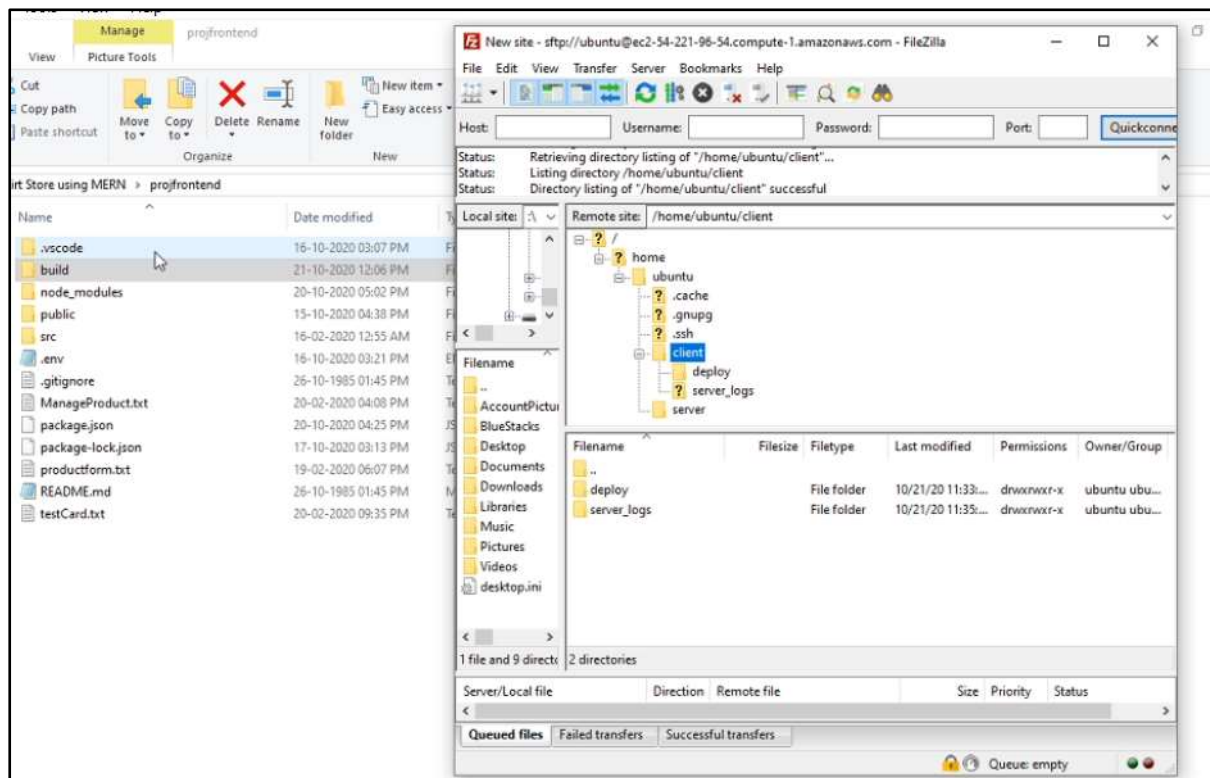 Manage
projfrontend
View
Picture Tools
Cut
Copy path
Paste shortcut
Move to
Copy to
Delete
Rename
New folder
New item
Easy access
Organize
New
irt Store using MERN > projfrontend
Name
Date modified
.vscode 16-10-2020 03:07 PM
build 21-10-2020 12:06 PM
node_modules 20-10-2020 05:02 PM
public 15-10-2020 04:38 PM
src 16-02-2020 12:55 AM
.env 16-10-2020 03:21 PM
.gitignore 26-10-1985 01:45 PM
ManageProduct.txt 20-02-2020 04:08 PM
package.json 20-10-2020 04:25 PM
package-lock.json 17-10-2020 03:13 PM
productform.txt 19-02-2020 06:07 PM
README.md 26-10-1985 01:45 PM
testCard.txt 20-02-2020 09:35 PM
New site - sftp://ubuntu@ec2-54-221-96-54.compute-1.amazonaws.com - FileZilla
File Edit View Transfer Server Bookmarks Help
Host: Username: Password: Port: Quickconne
Status: Retrieving directory listing of "/home/ubuntu/client"...
Status: Listing directory /home/ubuntu/client
Status: Directory listing of "/home/ubuntu/client" successful
Local site: :\
Remote site: /home/ubuntu/client
/
home
ubuntu
.cache
.gnupg
.ssh
client
deploy
server_logs
server
Filename
..
AccountPictur
BlueStacks
Desktop
Documents
Downloads
Libraries
Music
Pictures
Videos
desktop.ini
1 file and 9 directo
Filename Filesize Filetype Last modified Permissions Owner/Group
..
deploy File folder 10/21/20 11:33:... drwxrwxr-x ubuntu ubu...
server_logs File folder 10/21/20 11:35:... drwxrwxr-x ubuntu ubu...
2 directories
Server/Local file Direction Remote file Size Priority Status
Queued files Failed transfers Successful transfers
Queue: empty